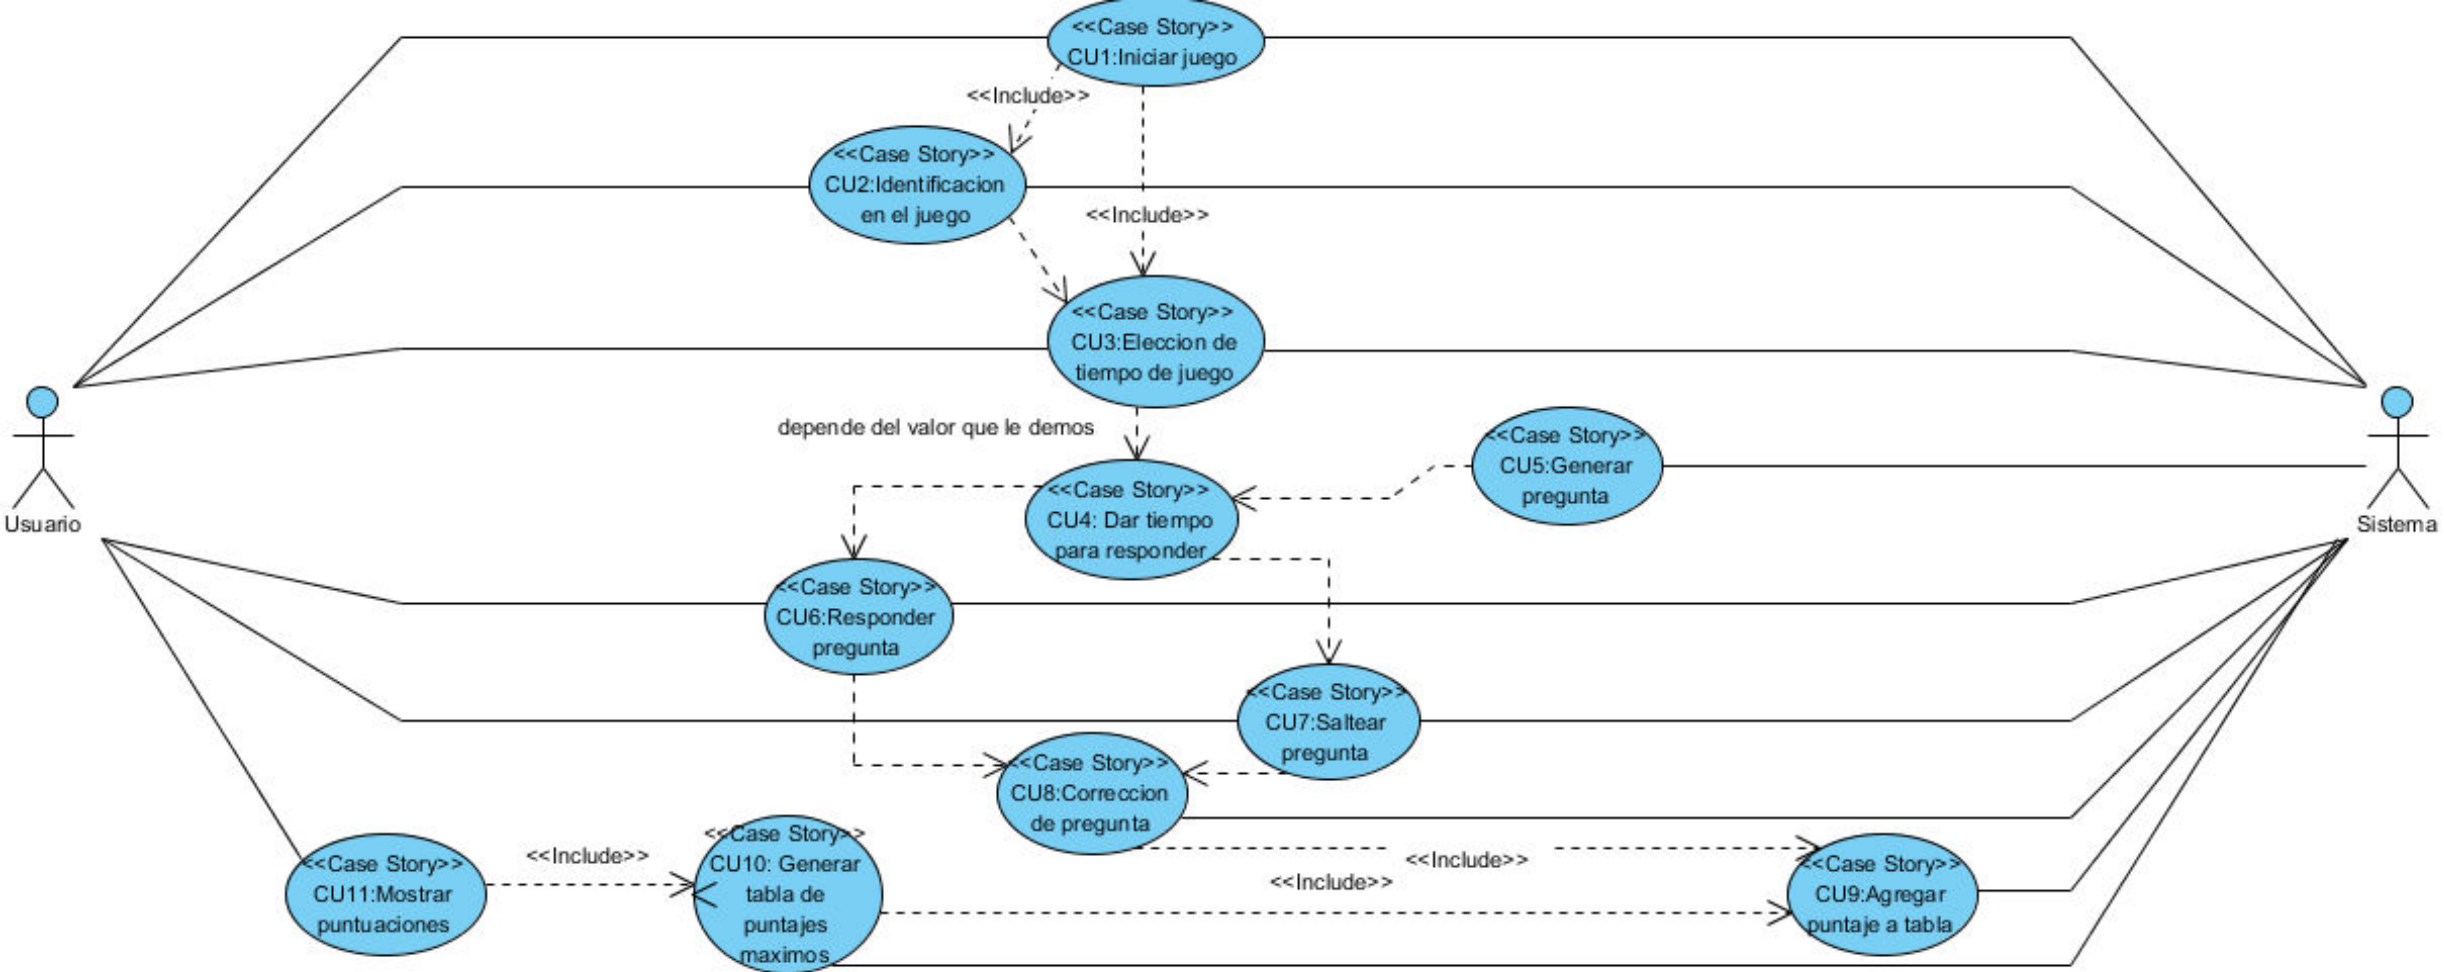 <<Case Story>>
CU1:Iniciar juego
<<Include>>
<<Case Story>>
CU2:Identificacion
en el juego
<<Include>>
<<Case Story>>
CU3:Eleccion de
tiempo de juego
depende del valor que le demos
<<Case Story>>
CU5:Generar
pregunta
<<Case Story>>
CU4: Dar tiempo
para responder
Usuario
Sistema
<<Case Story>>
CU6:Responder
pregunta
<<Case Story>>
CU7:Saltear
pregunta
<<Case Story>>
CU8:Correccion
de pregunta
<<Case Story>>
CU11:Mostrar
puntuaciones
<<Include>>
<<Case Story>>
CU10: Generar
tabla de
puntajes
maximos
<<Include>>
<<Include>>
<<Case Story>>
CU9:Agregar
puntaje a tabla